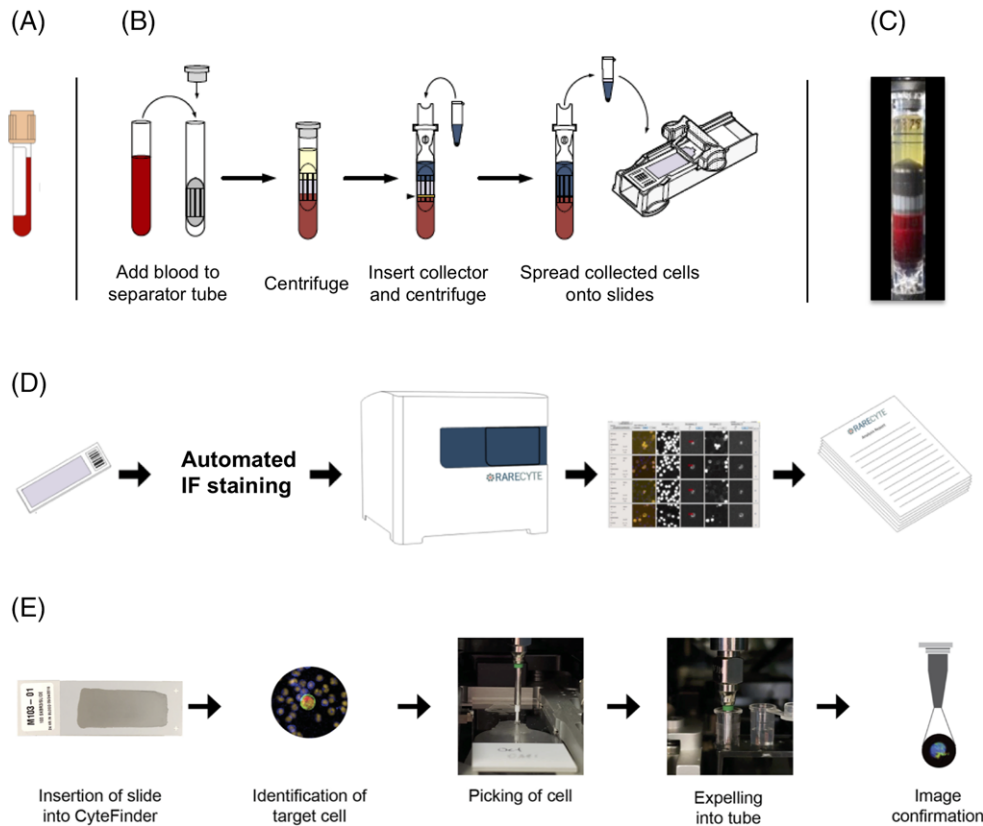 (A)
(B)
(C)
Add blood to
separator tube
Centrifuge
Insert collector
and centrifuge
Spread collected cells
onto slides
(D)
Automated
IF staining
RARECYTE
RARECYTE
Analysis Report
(E)
M103 – 01
Insertion of slide
into CyteFinder
Identification of
target cell
Picking of cell
Expelling
into tube
Image
confirmation